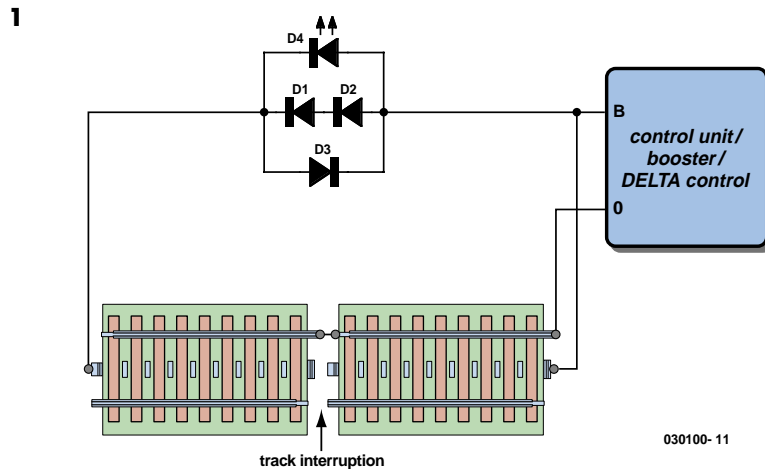 1
D4
D1
D2
D3
B
control unit/
booster/
DELTA control
0
track interruption
030100- 11